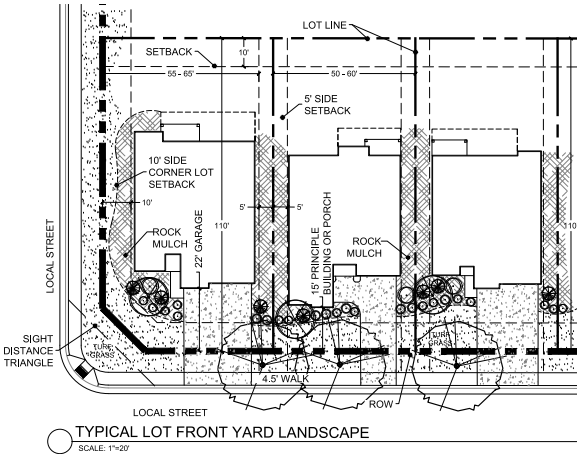 LOT LINE
SETBACK
10'
55 - 65'
50 - 60'
5' SIDE
SETBACK
10' SIDE
CORNER LOT
SETBACK
10'
5'
5'
110'
ROCK
MULCH
22' GARAGE
15' PRINCIPLE
BUILDING OR PORCH
ROCK
MULCH
LOCAL STREET
SIGHT
DISTANCE
TRIANGLE
TURF
GRASS
TURF
GRASS
4.5' WALK
ROW
LOCAL STREET
TYPICAL LOT FRONT YARD LANDSCAPE
SCALE: 1"=20'